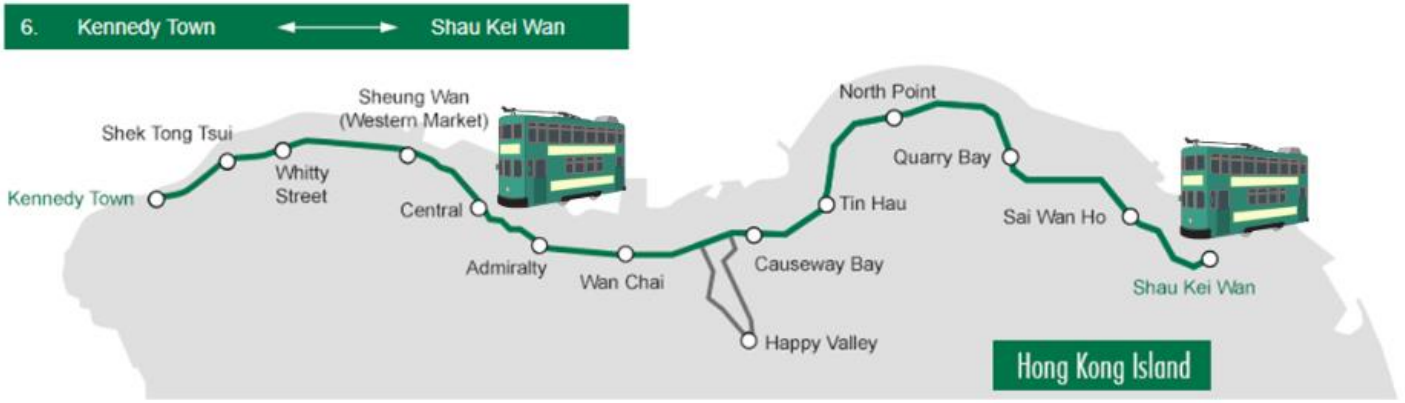 6. Kennedy Town Shau Kei Wan
Sheung Wan
(Western Market)
Shek Tong Tsui
Whitty
Street
Kennedy Town
Central
Admiralty
Wan Chai
Causeway Bay
Happy Valley
Tin Hau
North Point
Quarry Bay
Sai Wan Ho
Shau Kei Wan
Hong Kong Island